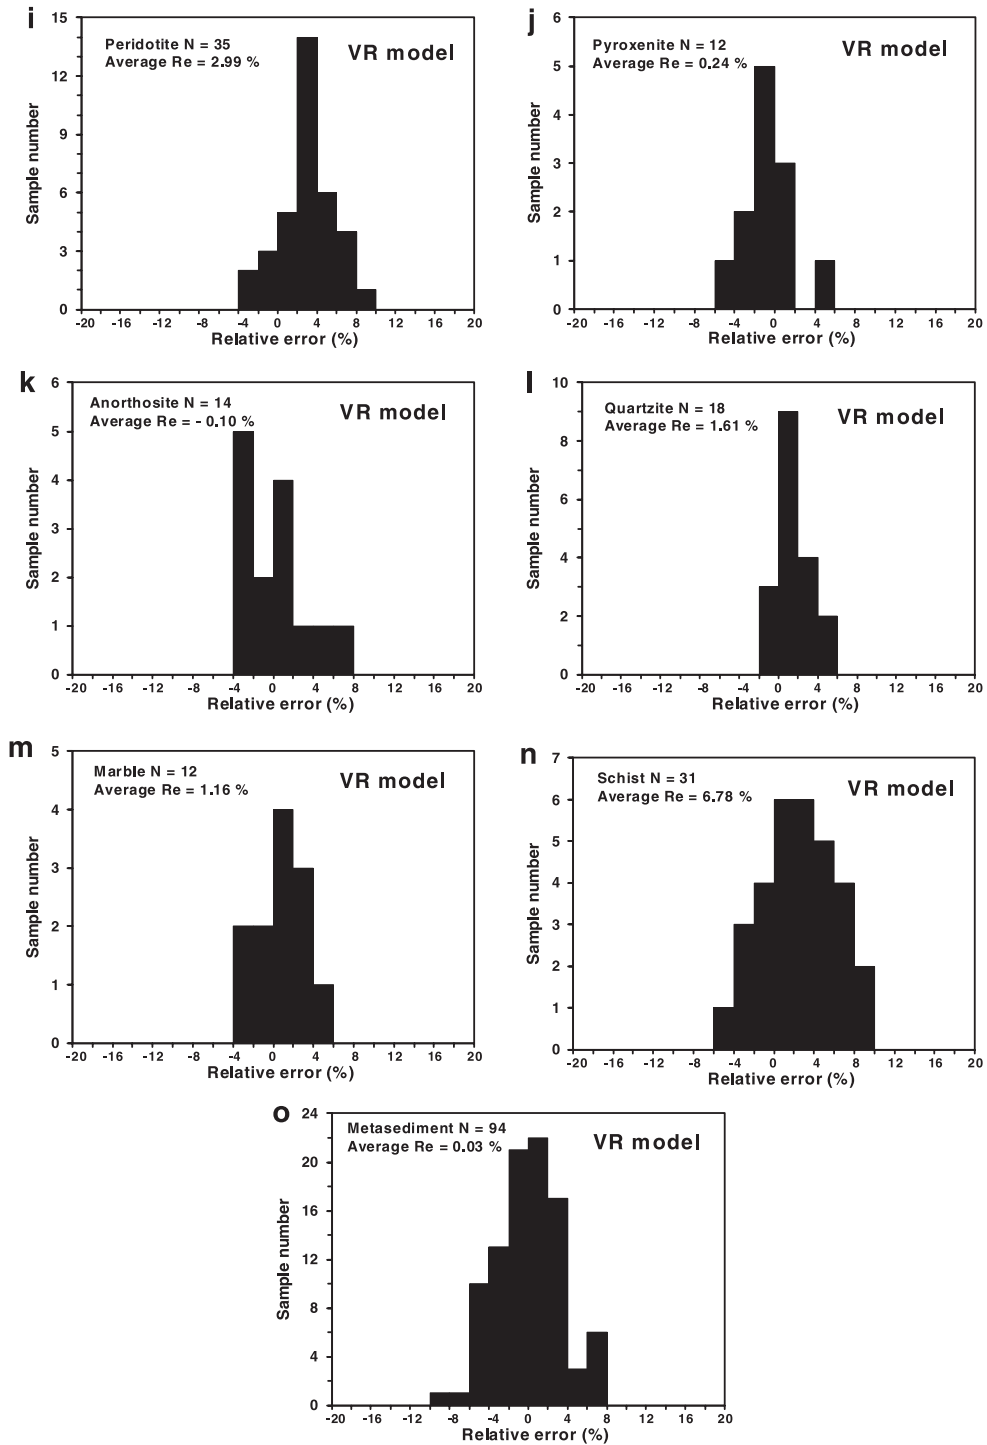 i
Peridotite N = 35
Average Re = 2.99 %
VR model
Sample number
15
12
9
6
3
0
-20 -16 -12 -8 -4 0 4 8 12 16 20
Relative error (%)
j
Pyroxenite N = 12
Average Re = 0.24 %
VR model
Sample number
6
5
4
3
2
1
0
-20 -16 -12 -8 -4 0 4 8 12 16 20
Relative error (%)
k
Anorthosite N = 14
Average Re = - 0.10 %
VR model
Sample number
6
5
4
3
2
1
0
-20 -16 -12 -8 -4 0 4 8 12 16 20
Relative error (%)
l
Quartzite N = 18
Average Re = 1.61 %
VR model
Sample number
10
8
6
4
2
0
-20 -16 -12 -8 -4 0 4 8 12 16 20
Relative error (%)
m
Marble N = 12
Average Re = 1.16 %
VR model
Sample number
5
4
3
2
1
0
-20 -16 -12 -8 -4 0 4 8 12 16 20
Relative error (%)
n
Schist N = 31
Average Re = 6.78 %
VR model
Sample number
7
6
5
4
3
2
1
0
-20 -16 -12 -8 -4 0 4 8 12 16 20
Relative error (%)
o
Metasediment N = 94
Average Re = 0.03 %
VR model
Sample number
24
20
16
12
8
4
0
-20 -16 -12 -8 -4 0 4 8 12 16 20
Relative error (%)